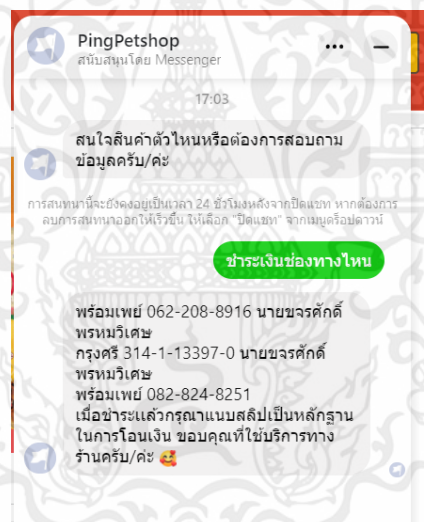 PingPetshop
สนับสนุนโดย Messenger
17:03
สนใจสินค้าตัวไหนหรือต้องการสอบถาม
ข้อมูลครับ/ค่ะ
การสนทนานี้จะยังคงอยู่เป็นเวลา 24 ชั่วโมงหลังจากปิดแชท หากต้องการ
ลบการสนทนาออกให้เร็วขึ้น ให้เลือก "ปิดแชท" จากเมนูดร็อปดาวน์
ชำระเงินช่องทางไหน
พร้อมเพย์ 062-208-8916 นายขจรศักดิ์
พรหมวิเศษ
กรุงศรี 314-1-13397-0 นายขจรศักดิ์
พรหมวิเศษ
พร้อมเพย์ 082-824-8251
เมื่อชำระแล้วกรุณาแนบสลิปเป็นหลักฐาน
ในการโอนเงิน ขอบคุณที่ใช้บริการทาง
ร้านครับ/ค่ะ 🥰